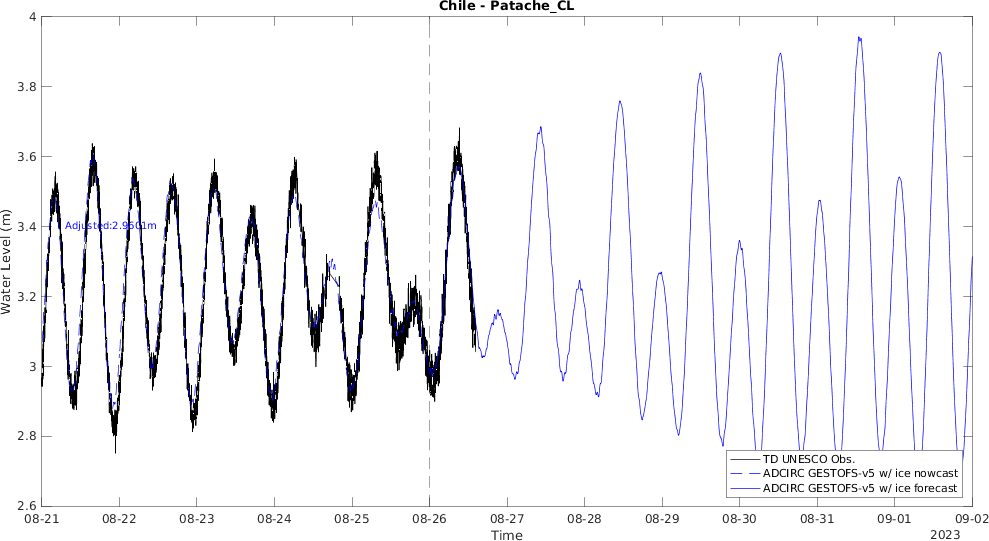 Chile - Patache_CL
4
3.8
3.6
3.4
3.2
3
2.8
2.6
Water Level (m)
Adjusted:2.9601m
TD UNESCO Obs.
ADCIRC GESTOFS-v5 w/ ice nowcast
ADCIRC GESTOFS-v5 w/ ice forecast
08-21 08-22 08-23 08-24 08-25 08-26 08-27 08-28 08-29 08-30 08-31 09-01 09-02
Time
2023